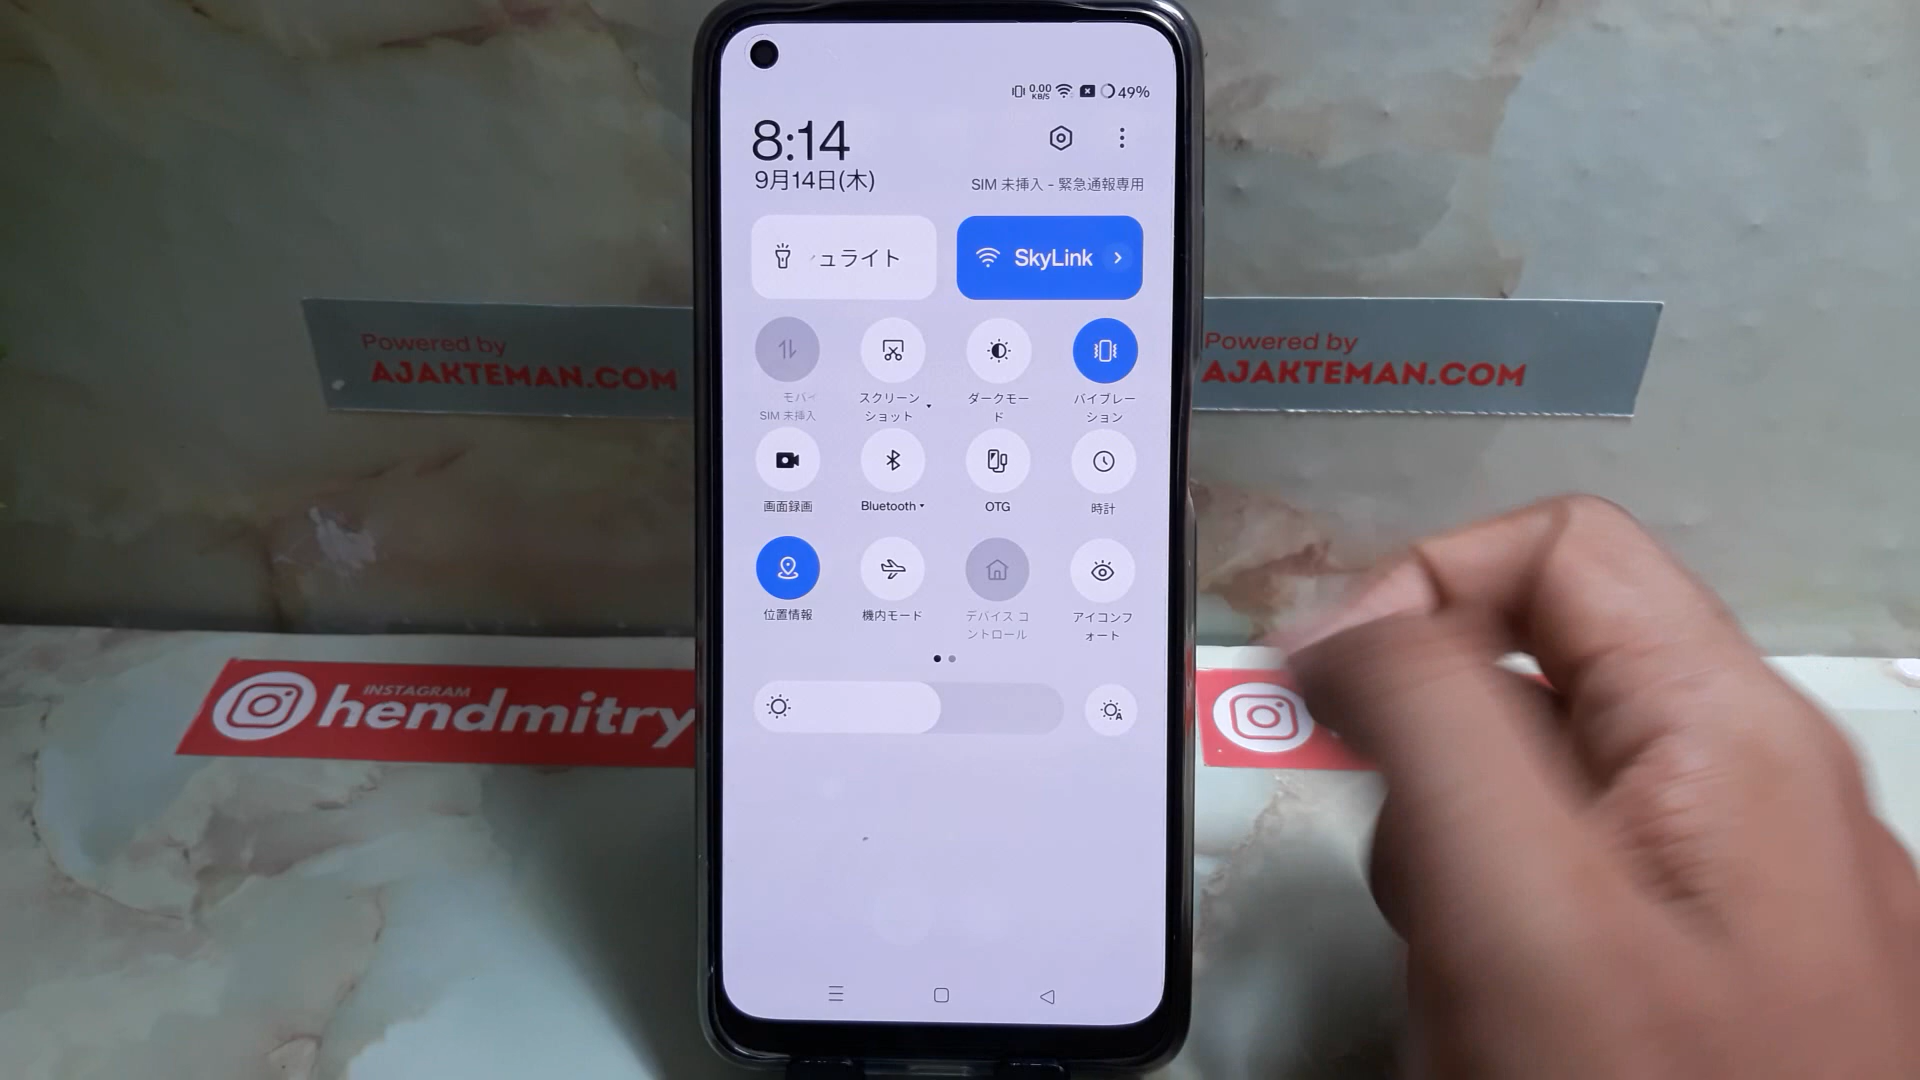 0.00
KB/S
49%
8:14
9月14日(木)
SIM 未挿入 - 緊急通報専用
ュライト
SkyLink
モバイ
SIM 未挿入
スクリーン
ショット
ダークモー
ド
バイブレー
ション
画面録画
Bluetooth
OTG
時計
位置情報
機内モード
デバイス コ
ントロール
アイコンフ
ォート
A
Powered by
AJAKTEMAN.COM
Powered by
AJAKTEMAN.COM
INSTAGRAM
hendmitry